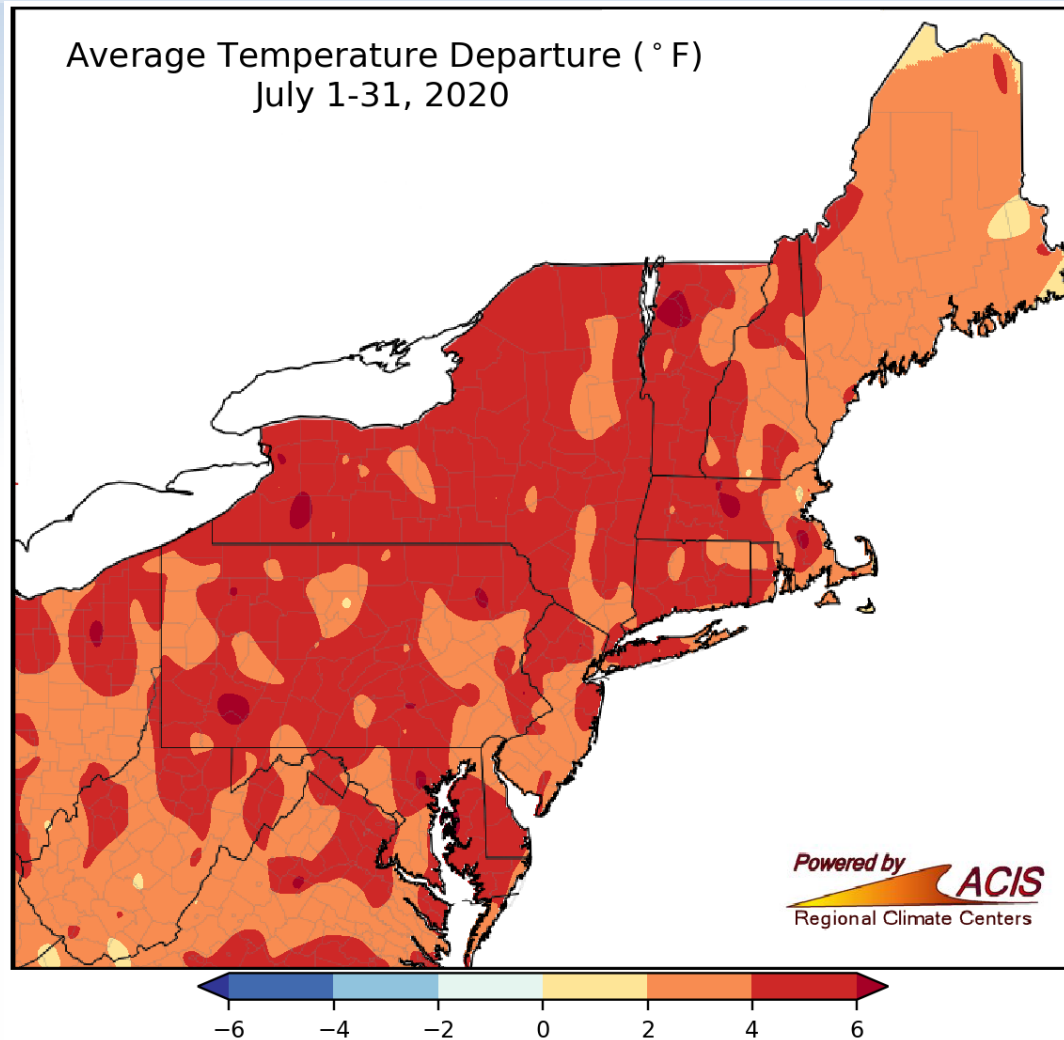 Average Temperature Departure (°F)
July 1-31, 2020
Powered by
ACIS
Regional Climate Centers
−6 −4 −2 0 2 4 6